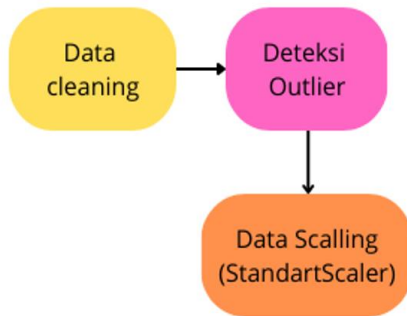 Data
cleaning
Deteksi
Outlier
Data Scalling
(StandartScaler)